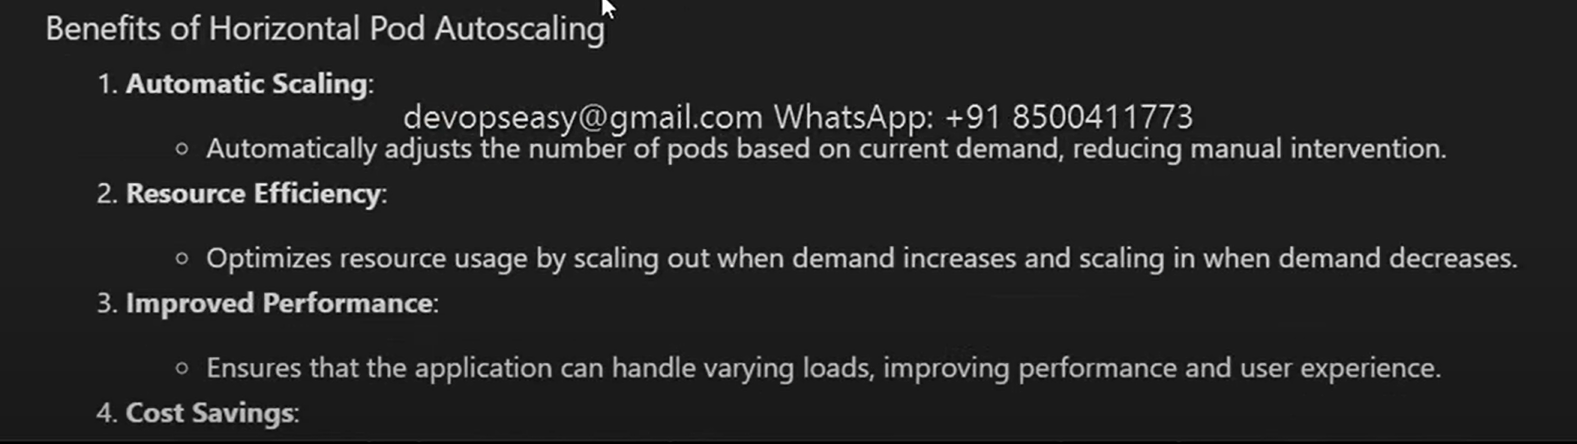 Benefits of Horizontal Pod Autoscaling
1. Automatic Scaling:
devopseasy@gmail.com WhatsApp: +91 8500411773
○ Automatically adjusts the number of pods based on current demand, reducing manual intervention.
2. Resource Efficiency:
○ Optimizes resource usage by scaling out when demand increases and scaling in when demand decreases.
3. Improved Performance:
○ Ensures that the application can handle varying loads, improving performance and user experience.
4. Cost Savings: